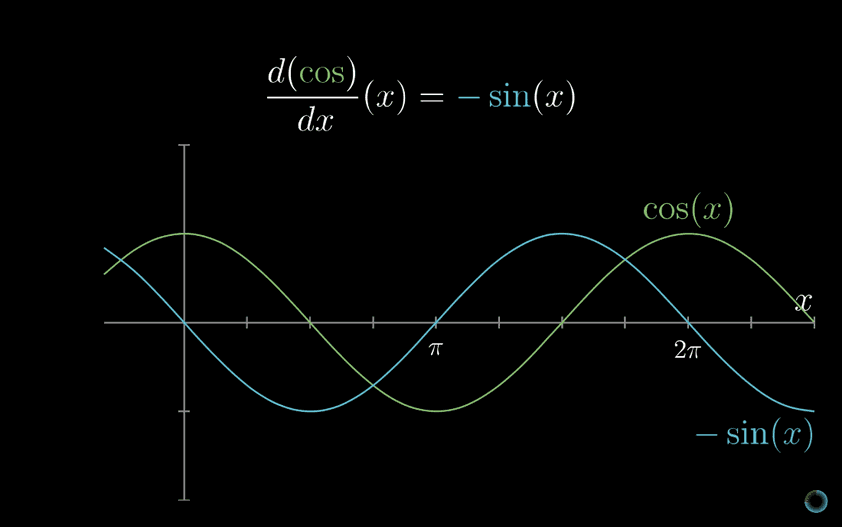 d(cos)/dx (x) = − sin(x)
cos(x)
x
π
2π
− sin(x)